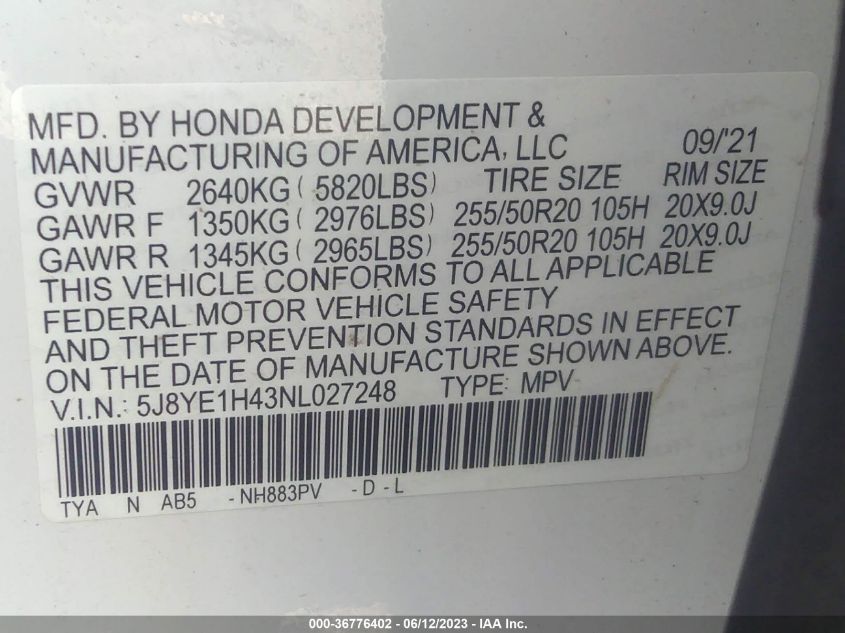 MFD. BY HONDA DEVELOPMENT &
MANUFACTURING OF AMERICA, LLC 09/'21
GVWR 2640KG ( 5820LBS) TIRE SIZE RIM SIZE
GAWR F 1350KG ( 2976LBS) 255/50R20 105H 20X9.0J
GAWR R 1345KG ( 2965LBS) 255/50R20 105H 20X9.0J
THIS VEHICLE CONFORMS TO ALL APPLICABLE
FEDERAL MOTOR VEHICLE SAFETY
AND THEFT PREVENTION STANDARDS IN EFFECT
ON THE DATE OF MANUFACTURE SHOWN ABOVE.
V.I.N.: 5J8YE1H43NL027248 TYPE: MPV
TYA N AB5 -NH883PV -D-L
000-36776402 - 06/12/2023 - IAA Inc.